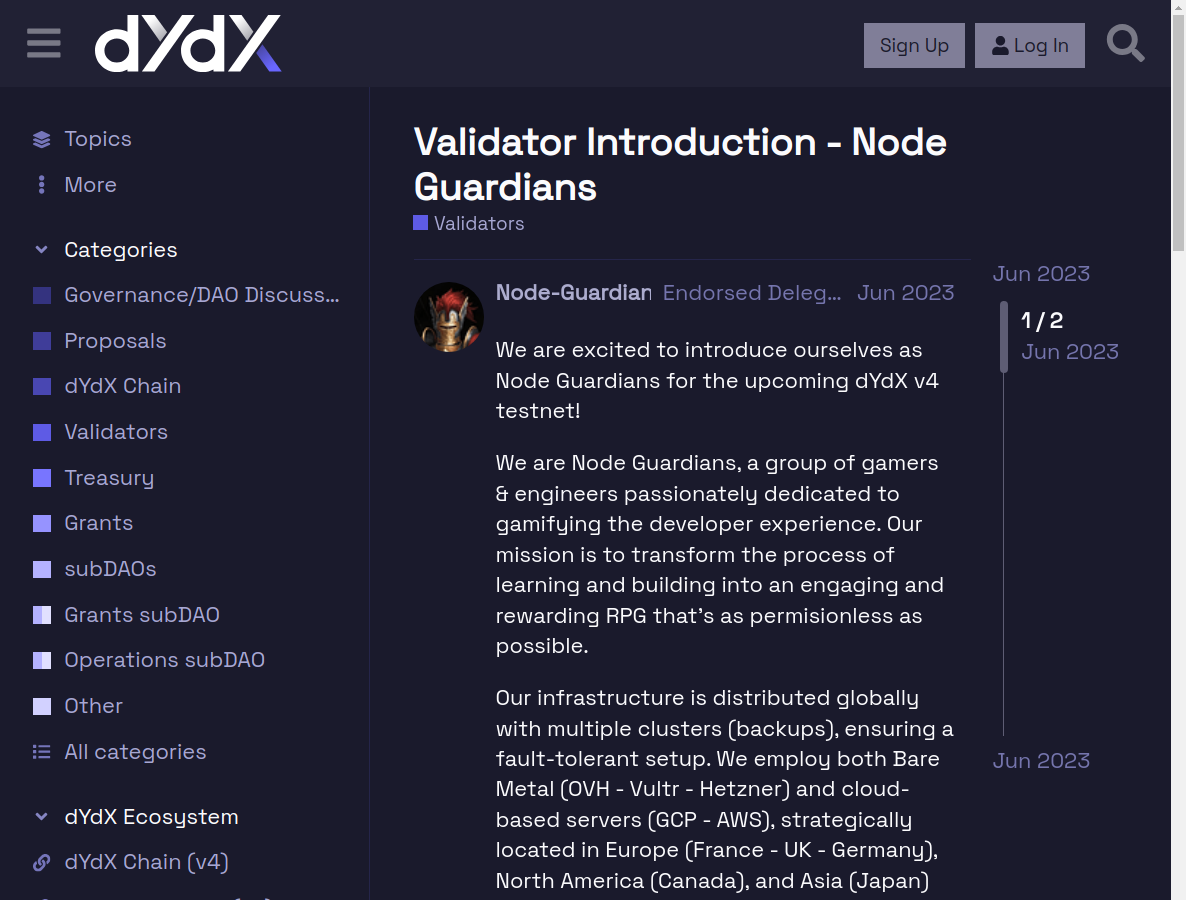 dYdX
Sign Up
Log In
Topics
More
Categories
Governance/DAO Discuss...
Proposals
dYdX Chain
Validators
Treasury
Grants
subDAOs
Grants subDAO
Operations subDAO
Other
All categories
dYdX Ecosystem
dYdX Chain (v4)
Validator Introduction - Node
Guardians
Validators
Node-Guardian Endorsed Deleg... Jun 2023
We are excited to introduce ourselves as
Node Guardians for the upcoming dYdX v4
testnet!
We are Node Guardians, a group of gamers
& engineers passionately dedicated to
gamifying the developer experience. Our
mission is to transform the process of
learning and building into an engaging and
rewarding RPG that's as permisionless as
possible.
Our infrastructure is distributed globally
with multiple clusters (backups), ensuring a
fault-tolerant setup. We employ both Bare
Metal (OVH - Vultr - Hetzner) and cloud-
based servers (GCP - AWS), strategically
located in Europe (France - UK - Germany),
North America (Canada), and Asia (Japan)
Jun 2023
1 / 2
Jun 2023
Jun 2023